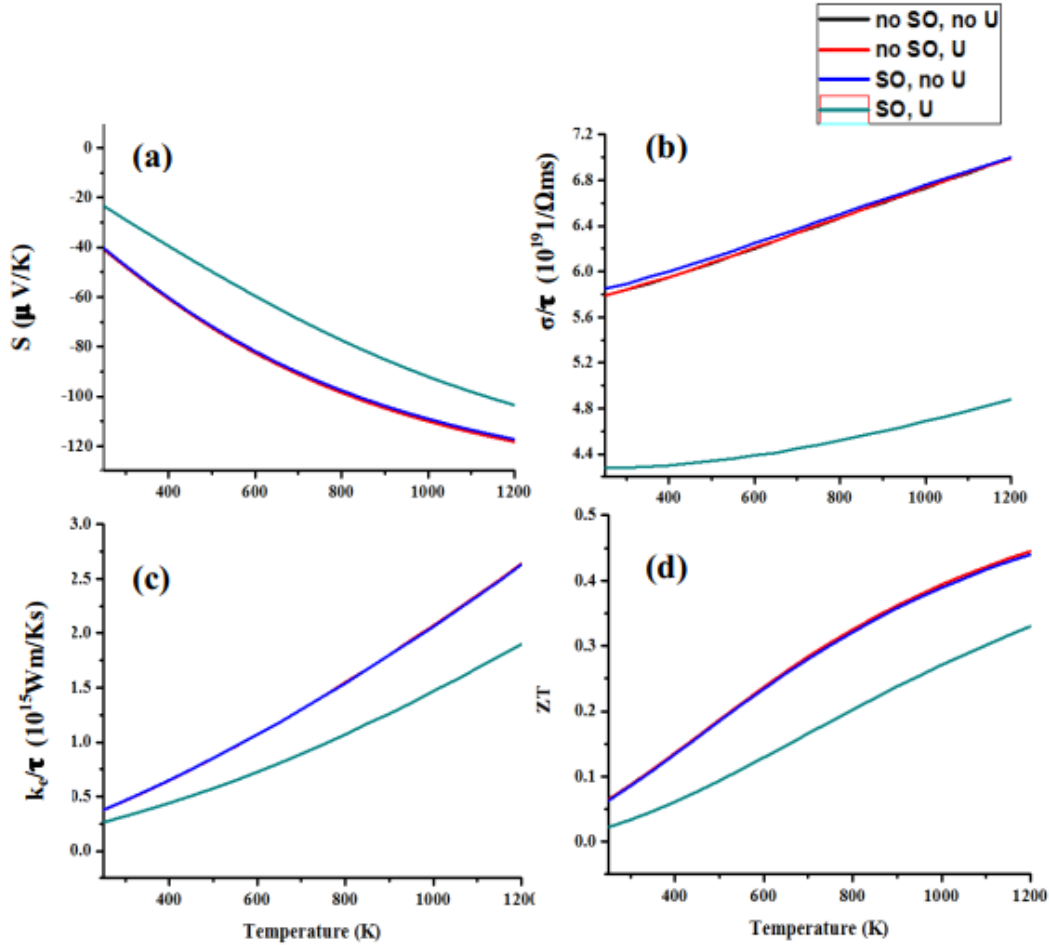 no SO, no U
no SO, U
SO, no U
SO, U
(a)
0
-20
-40
-60
-80
-100
-120
S (μ V/K)
400 600 800 1000 1200
(b)
7.2
6.8
6.4
6.0
5.6
5.2
4.8
4.4
σ/τ (10¹⁹1/Ωms)
400 600 800 1000 1200
(c)
3.0
2.5
2.0
1.5
1.0
0.5
0.0
kₑ/τ (10¹⁵Wm/Ks)
400 600 800 1000 1200
Temperature (K)
(d)
0.5
0.4
0.3
0.2
0.1
0.0
ZT
400 600 800 1000 1200
Temperature (K)